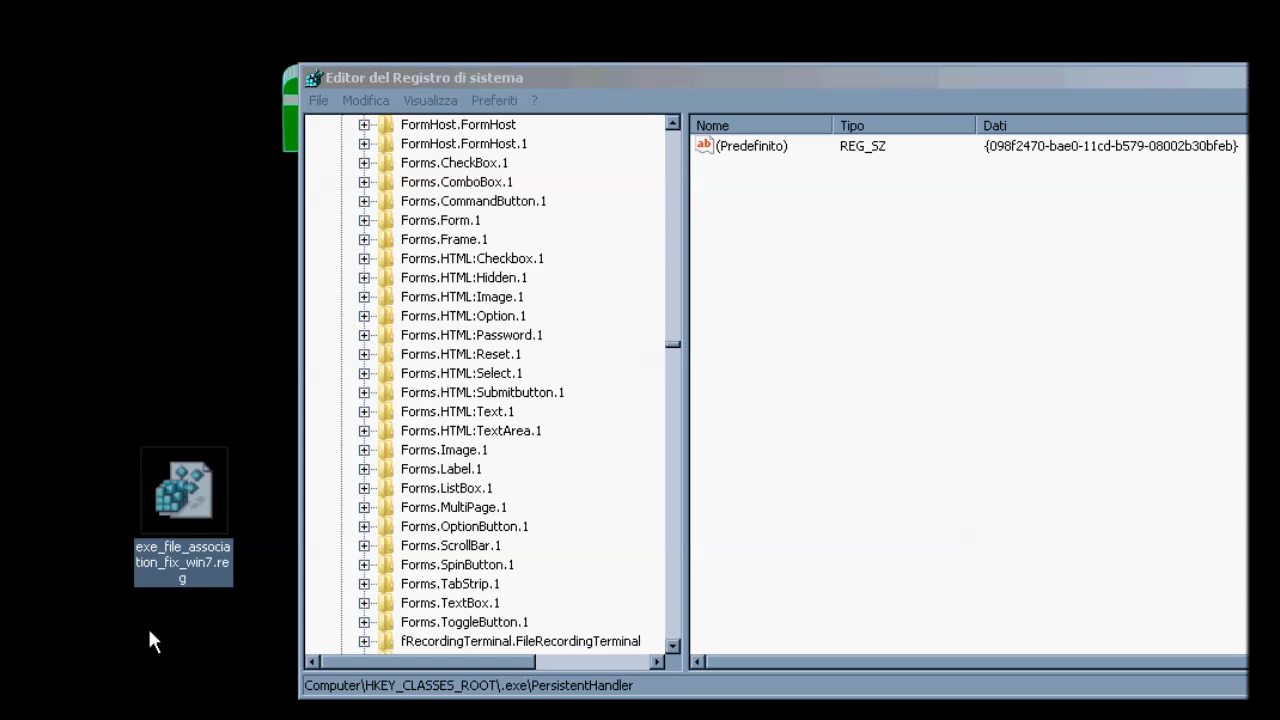 Editor del Registro di sistema
File Modifica Visualizza Preferiti ?
FormHost.FormHost
FormHost.FormHost.1
Forms.CheckBox.1
Forms.ComboBox.1
Forms.CommandButton.1
Forms.Form.1
Forms.Frame.1
Forms.HTML:Checkbox.1
Forms.HTML:Hidden.1
Forms.HTML:Image.1
Forms.HTML:Option.1
Forms.HTML:Password.1
Forms.HTML:Reset.1
Forms.HTML:Select.1
Forms.HTML:Submitbutton.1
Forms.HTML:Text.1
Forms.HTML:TextArea.1
Forms.Image.1
Forms.Label.1
Forms.ListBox.1
Forms.MultiPage.1
Forms.OptionButton.1
Forms.ScrollBar.1
Forms.SpinButton.1
Forms.TabStrip.1
Forms.TextBox.1
Forms.ToggleButton.1
fRecordingTerminal.FileRecordingTerminal
Nome Tipo Dati
ab (Predefinito) REG_SZ {098f2470-bae0-11cd-b579-08002b30bfeb}
Computer\HKEY_CLASSES_ROOT\.exe\PersistentHandler
exe_file_associa
tion_fix_win7.re
g